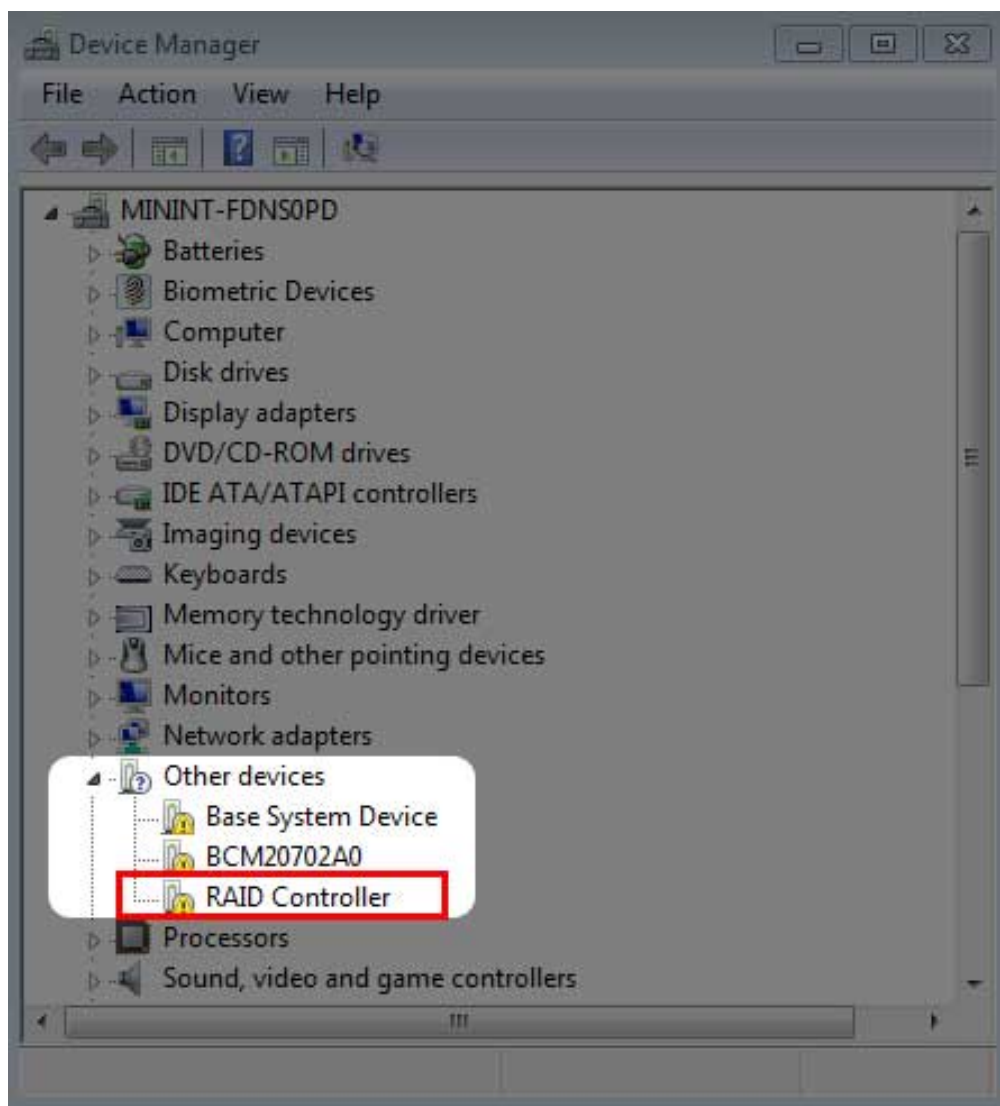 Device Manager
File Action View Help
MININT-FDNS0PD
Batteries
Biometric Devices
Computer
Disk drives
Display adapters
DVD/CD-ROM drives
IDE ATA/ATAPI controllers
Imaging devices
Keyboards
Memory technology driver
Mice and other pointing devices
Monitors
Network adapters
Other devices
Base System Device
BCM20702A0
RAID Controller
Processors
Sound, video and game controllers